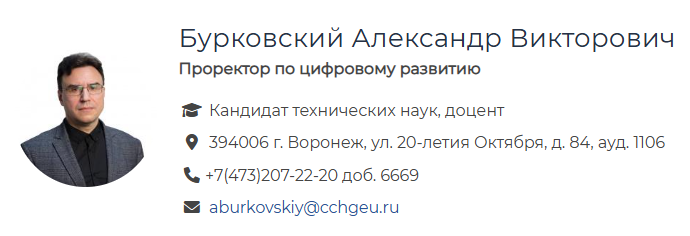 Бурковский Александр Викторович
Проректор по цифровому развитию
Кандидат технических наук, доцент
394006 г. Воронеж, ул. 20-летия Октября, д. 84, ауд. 1106
+7(473)207-22-20 доб. 6669
aburkovskiy@cchgeu.ru